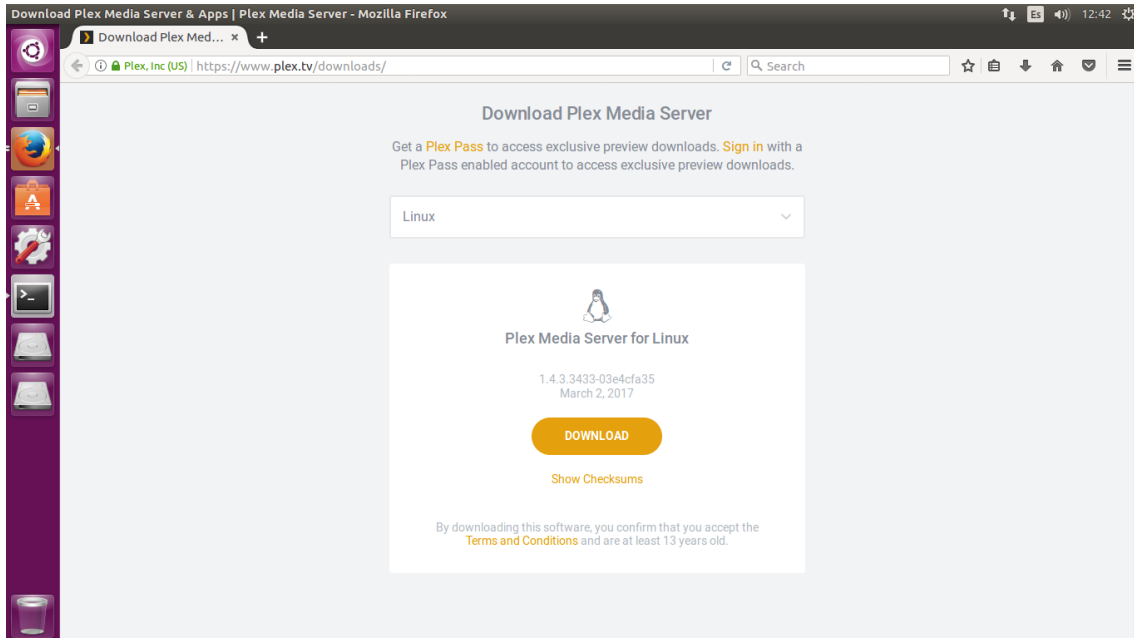 Download Plex Media Server & Apps | Plex Media Server - Mozilla Firefox
Es
12:42
Download Plex Med... × +
Plex, Inc (US) https://www.plex.tv/downloads/
Search
Download Plex Media Server
Get a Plex Pass to access exclusive preview downloads. Sign in with a
Plex Pass enabled account to access exclusive preview downloads.
Linux
Plex Media Server for Linux
1.4.3.3433-03e4cfa35
March 2, 2017
DOWNLOAD
Show Checksums
By downloading this software, you confirm that you accept the
Terms and Conditions and are at least 13 years old.